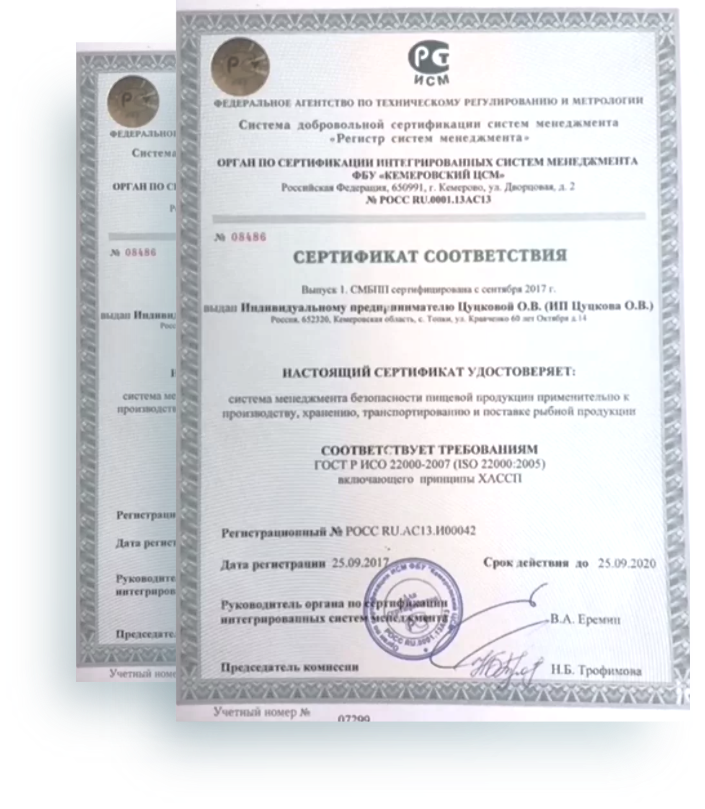 РСТ
ИСМ
ФЕДЕРАЛЬНОЕ АГЕНТСТВО ПО ТЕХНИЧЕСКОМУ РЕГУЛИРОВАНИЮ И МЕТРОЛОГИИ
Система добровольной сертификации систем менеджмента
«Регистр систем менеджмента»
ОРГАН ПО СЕРТИФИКАЦИИ ИНТЕГРИРОВАННЫХ СИСТЕМ МЕНЕДЖМЕНТА
ФБУ «КЕМЕРОВСКИЙ ЦСМ»
Российская Федерация, 650991, г. Кемерово, ул. Дворцовая, д. 2
№ РОСС RU.0001.13АС13
№ 08486
СЕРТИФИКАТ СООТВЕТСТВИЯ
Выпуск 1. СМБПП сертифицирована с сентября 2017 г.
выдан Индивидуальному предпринимателю Цуцковой О.В. (ИП Цуцкова О.В.)
Россия, 652320, Кемеровская область, с. Топки, ул. Кравченко 60 лет Октября д.14
НАСТОЯЩИЙ СЕРТИФИКАТ УДОСТОВЕРЯЕТ:
система менеджмента безопасности пищевой продукции применительно к
производству, хранению, транспортированию и поставке рыбной продукции
СООТВЕТСТВУЕТ ТРЕБОВАНИЯМ
ГОСТ Р ИСО 22000-2007 (ISO 22000:2005)
включающего принципы ХАССП
Регистрационный № РОСС RU.АС13.И00042
Дата регистрации 25.09.2017 Срок действия до 25.09.2020
Руководитель органа по сертификации
интегрированных систем менеджмента В.А. Еремин
Председатель комиссии Н.Б. Трофимова
Учетный номер № 07299
ФЕДЕРАЛЬНО
Система
ОРГАН ПО С
№ 08486
выдан Индиви
система ме
производст
Регистраци
Дата регист
Руководите
интегриров
Председате
Учетный номе